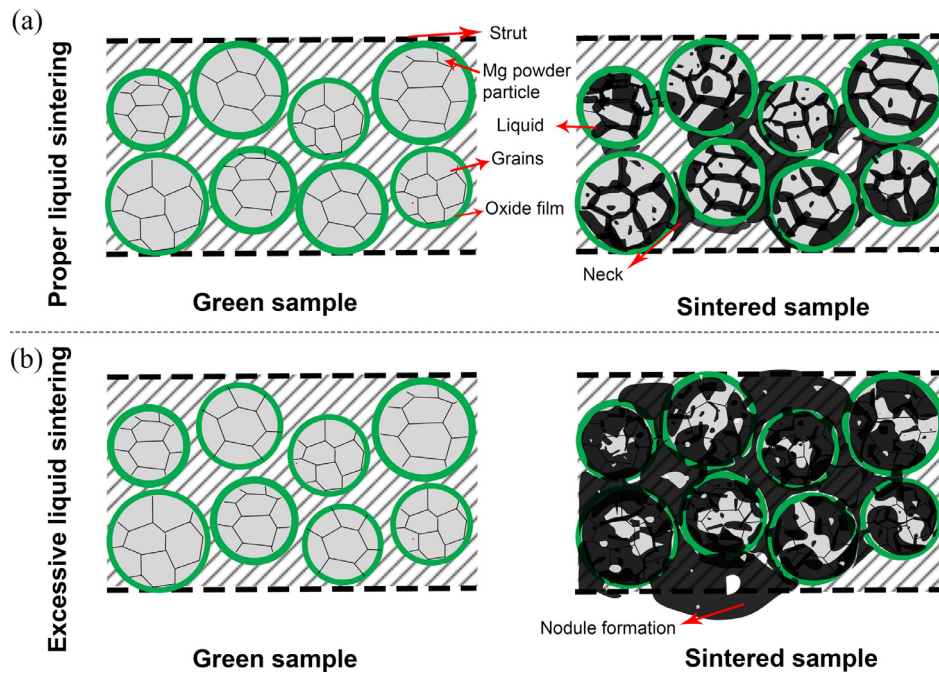 (a)
Proper liquid sintering
Strut
Mg powder
particle
Liquid
Grains
Oxide film
Neck
Green sample
Sintered sample
(b)
Excessive liquid sintering
Nodule formation
Green sample
Sintered sample